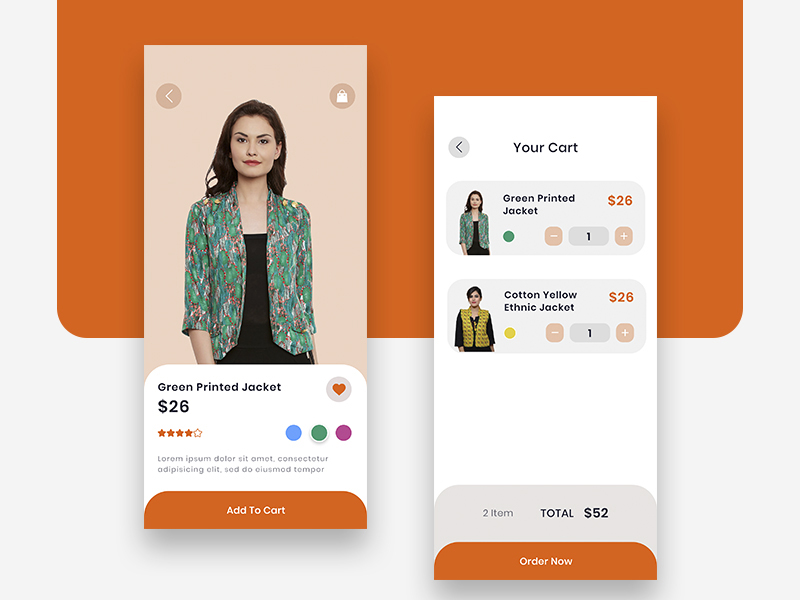 Green Printed Jacket
$26
Lorem ipsum dolor sit amet, consectetur
adipisicing elit, sed do eiusmod tempor
Add To Cart
Your Cart
Green Printed
Jacket
$26
1
Cotton Yellow
Ethnic Jacket
$26
1
2 Item
TOTAL $52
Order Now